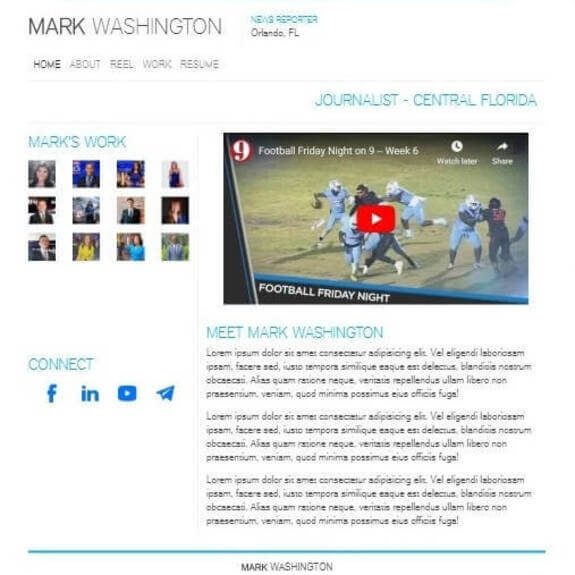 MARK WASHINGTON
NEWS REPORTER
Orlando, FL
HOME ABOUT REEL WORK RESUME
JOURNALIST - CENTRAL FLORIDA
MARK'S WORK
9 Football Friday Night on 9 – Week 6
Watch later Share
FOOTBALL FRIDAY NIGHT
CONNECT
MEET MARK WASHINGTON
Lorem ipsum dolor sit amet consectetur adipisicing elit. Vel eligendi laboriosam
ipsam, facere sed, iusto tempora similique eaque est delectus, blanditiis nostrum
obcaecati. Alias quam ratione neque, veritatis repellendus ullam libero non
praesentium, veniam, quod minima possimus eius officiis fuga!
Lorem ipsum dolor sit amet consectetur adipisicing elit. Vel eligendi laboriosam
ipsam, facere sed, iusto tempora similique eaque est delectus, blanditiis nostrum
obcaecati. Alias quam ratione neque, veritatis repellendus ullam libero non
praesentium, veniam, quod minima possimus eius officiis fuga!
Lorem ipsum dolor sit amet consectetur adipisicing elit. Vel eligendi laboriosam
ipsam, facere sed, iusto tempora similique eaque est delectus, blanditiis nostrum
obcaecati. Alias quam ratione neque, veritatis repellendus ullam libero non
praesentium, veniam, quod minima possimus eius officiis fuga!
MARK WASHINGTON